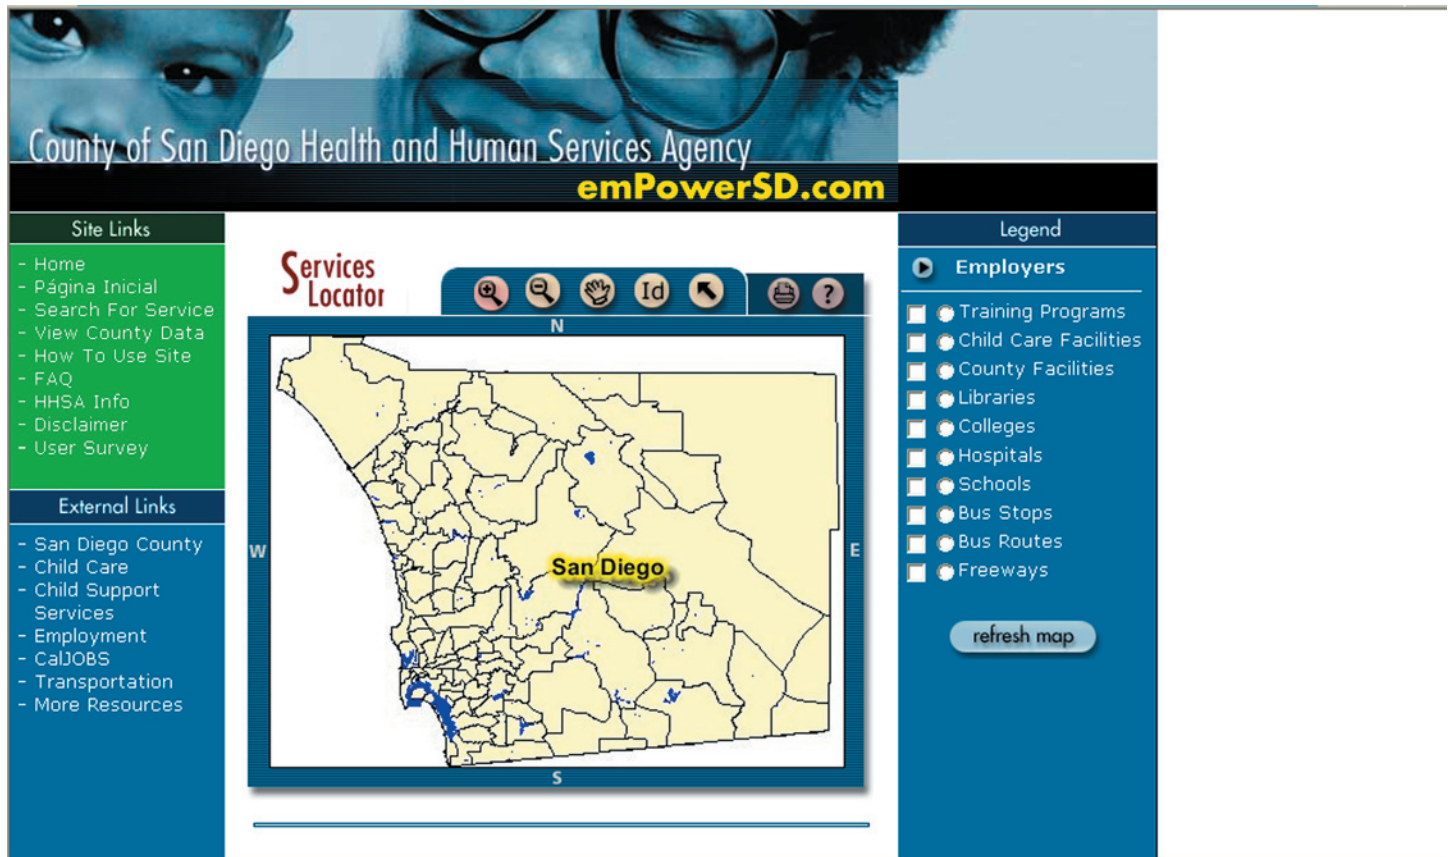 County of San Diego Health and Human Services Agency
emPowerSD.com
Site Links
- Home
- Página Inicial
- Search For Service
- View County Data
- How To Use Site
- FAQ
- HHSA Info
- Disclaimer
- User Survey
External Links
- San Diego County
- Child Care
- Child Support
Services
- Employment
- CalJOBS
- Transportation
- More Resources
Services
Locator
Id
?
N
W
E
S
San Diego
Legend
Employers
Training Programs
Child Care Facilities
County Facilities
Libraries
Colleges
Hospitals
Schools
Bus Stops
Bus Routes
Freeways
refresh map